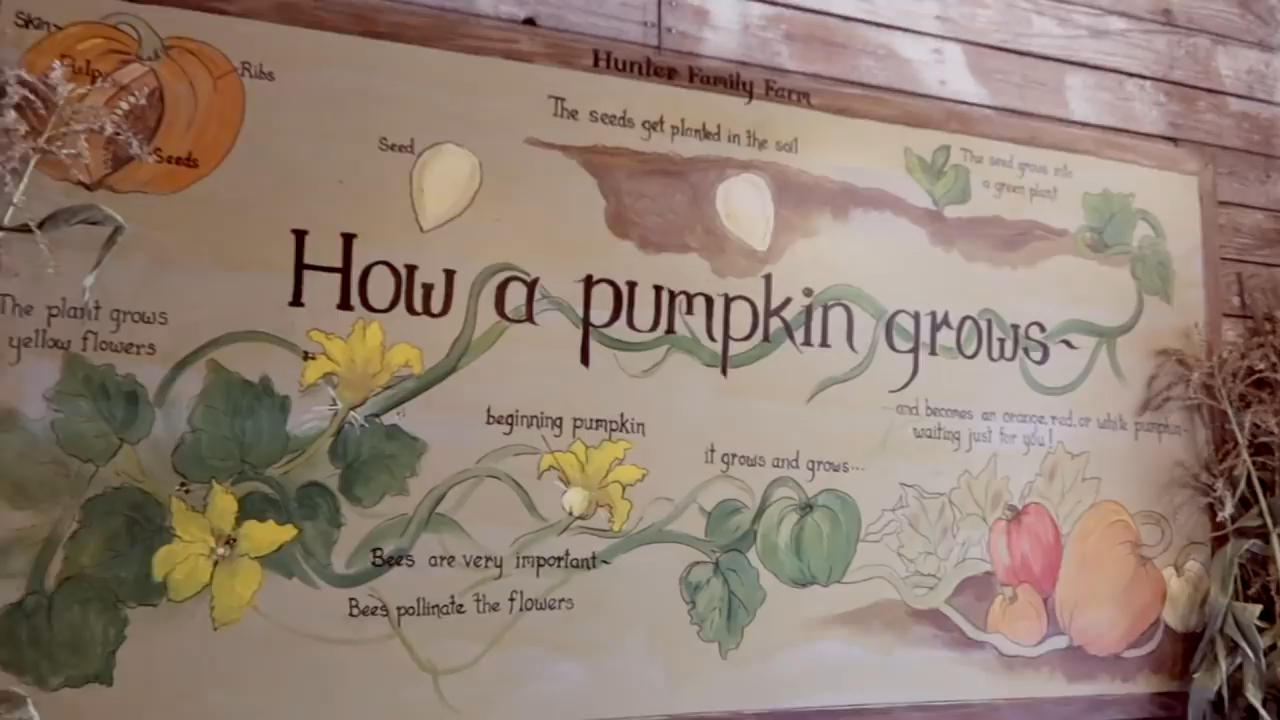 Hunter Family Farm
Skin
Pulp
Ribs
Seeds
Seed
The seeds get planted in the soil
The seed grows into
a green plant
How a pumpkin grows~
The plant grows
yellow flowers
beginning pumpkin
it grows and grows...
and becomes an orange, red, or white pumpkin-
waiting just for you!
Bees are very important~
Bees pollinate the flowers